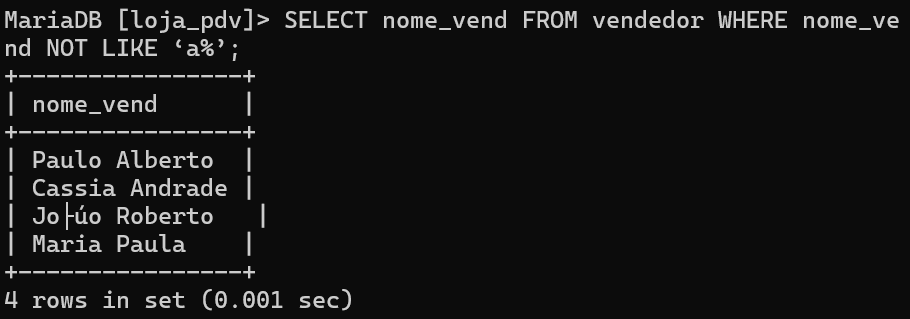 MariaDB [loja_pdv]> SELECT nome_vend FROM vendedor WHERE nome_ve
nd NOT LIKE ‘a%’;
+----------------+
| nome_vend      |
+----------------+
| Paulo Alberto  |
| Cassia Andrade |
| Jo├úo Roberto   |
| Maria Paula    |
+----------------+
4 rows in set (0.001 sec)